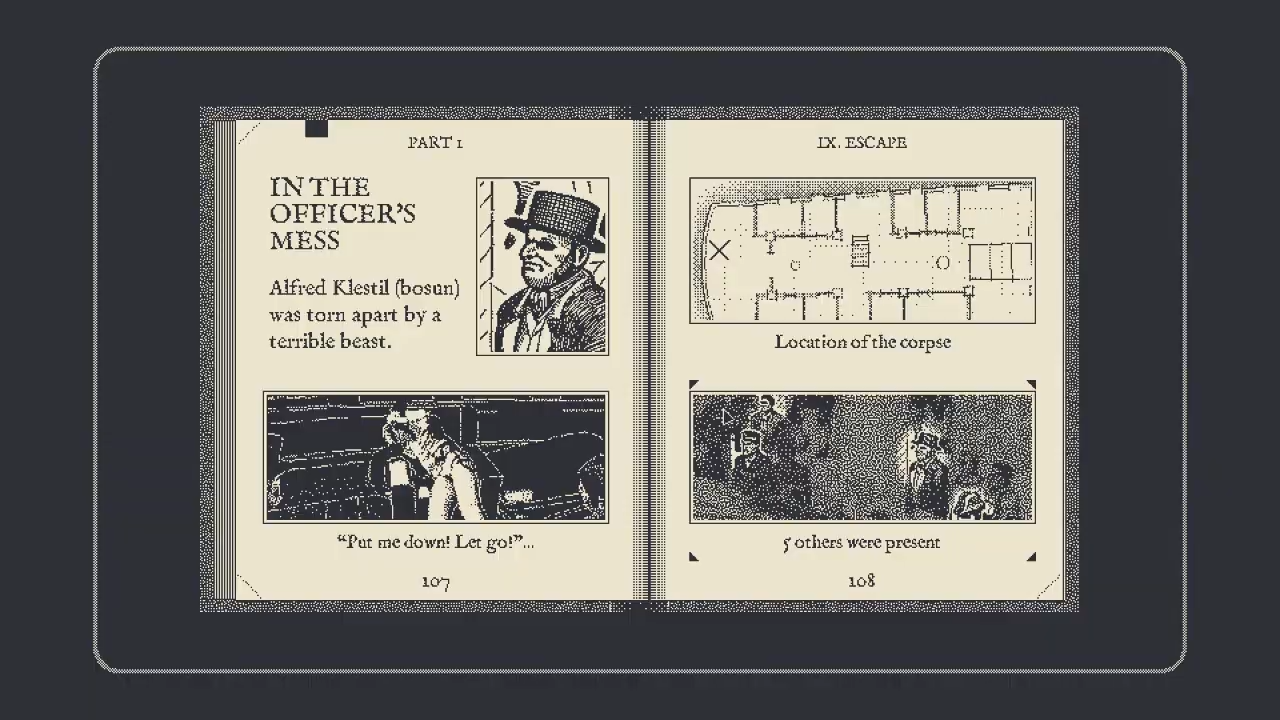 PART 1
IN THE
OFFICER'S
MESS
Alfred Klestil (bosun)
was torn apart by a
terrible beast.
"Put me down! Let go!"...
107
IX. ESCAPE
Location of the corpse
5 others were present
108